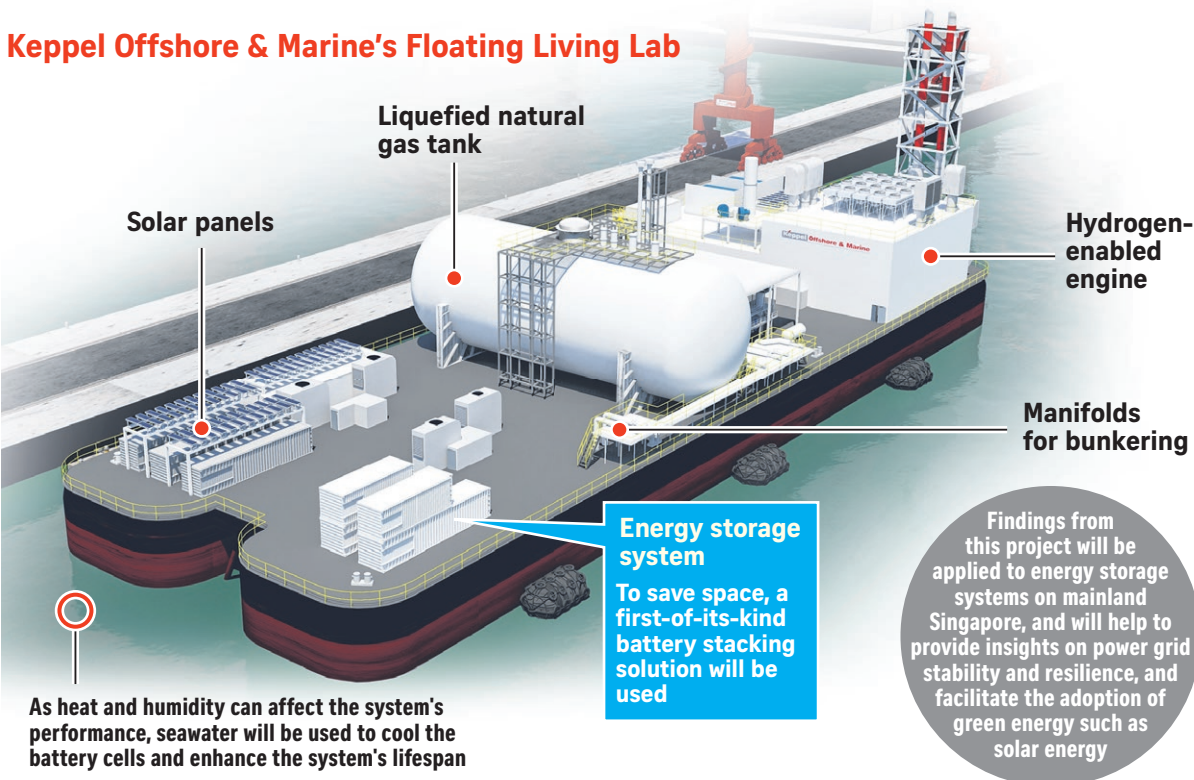 Keppel Offshore & Marine's Floating Living Lab
Liquefied natural
gas tank
Solar panels
Keppel Offshore & Marine
Hydrogen-
enabled
engine
Manifolds
for bunkering
Energy storage
system
To save space, a
first-of-its-kind
battery stacking
solution will be
used
Findings from
this project will be
applied to energy storage
systems on mainland
Singapore, and will help to
provide insights on power grid
stability and resilience, and
facilitate the adoption of
green energy such as
solar energy
As heat and humidity can affect the system's
performance, seawater will be used to cool the
battery cells and enhance the system's lifespan